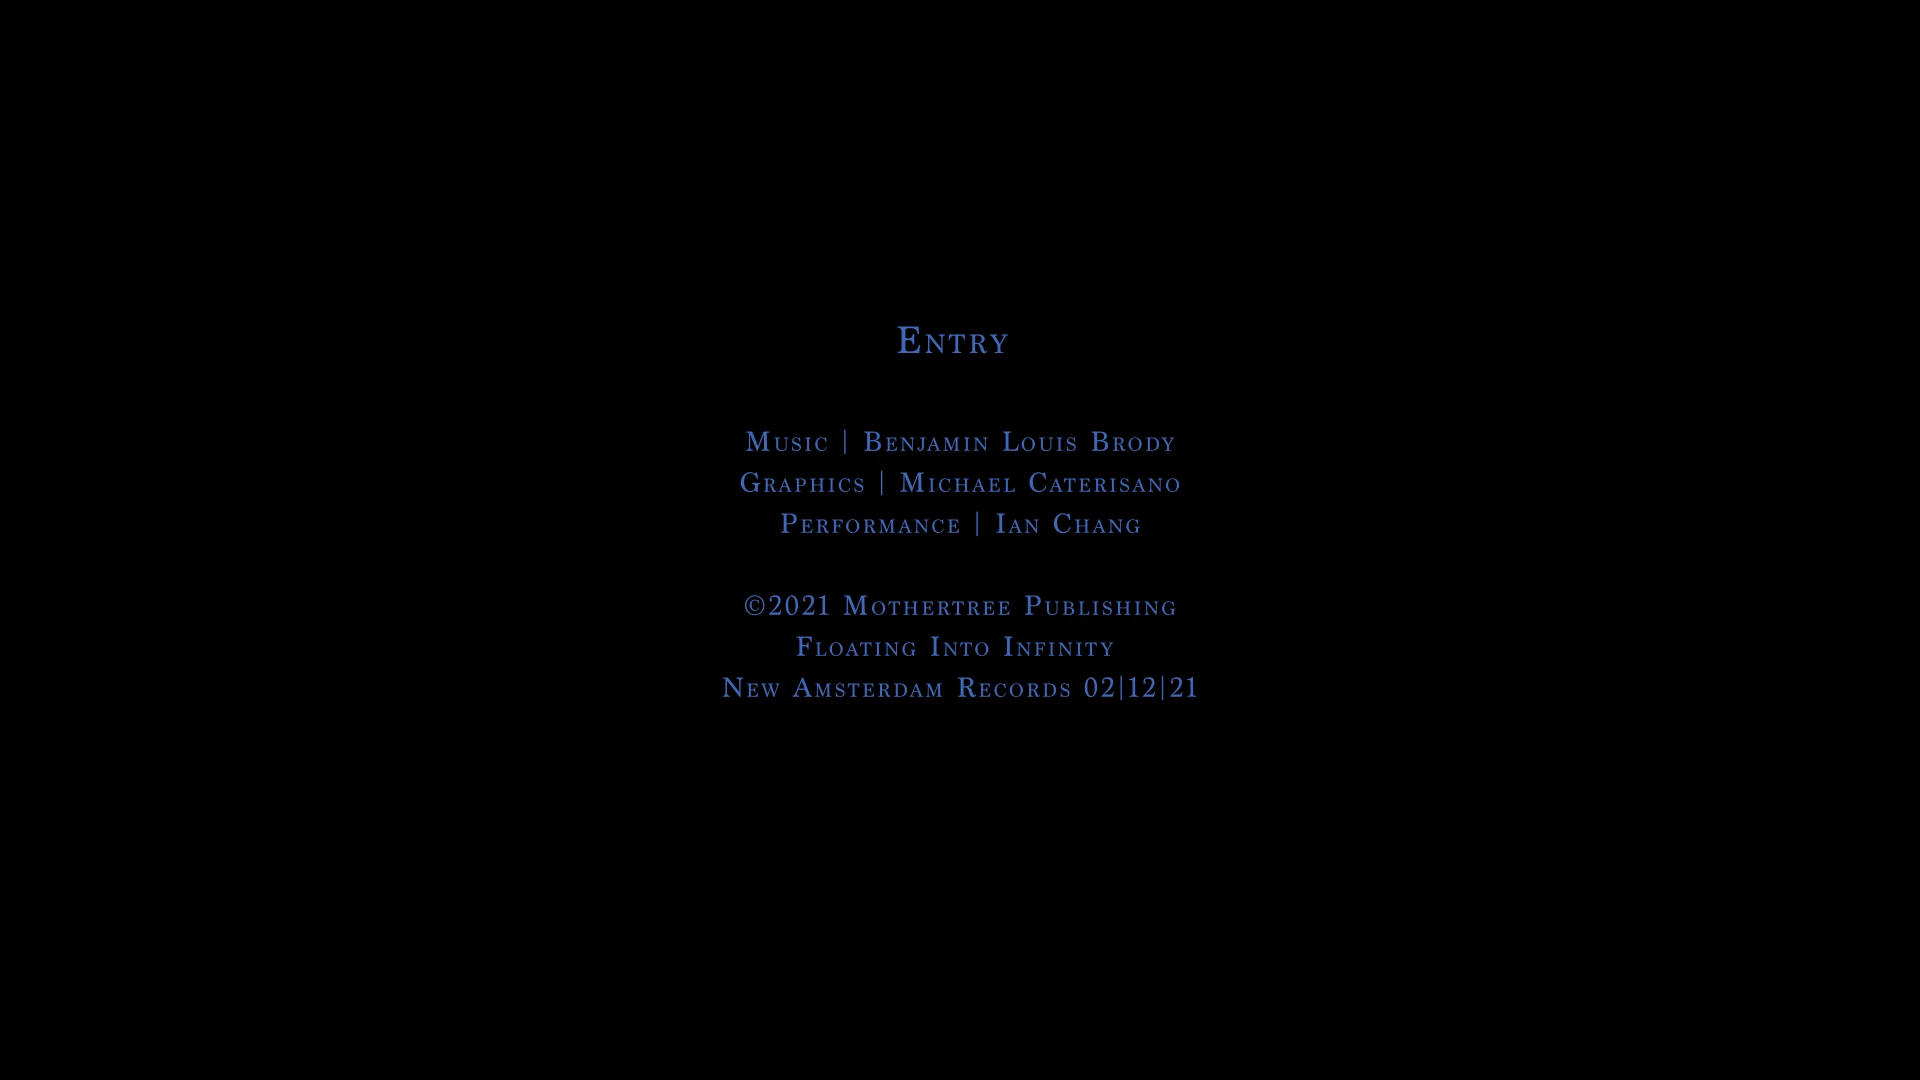 Entry
Music | Benjamin Louis Brody
Graphics | Michael Caterisano
Performance | Ian Chang
©2021 Mothertree Publishing
Floating Into Infinity
New Amsterdam Records 02|12|21